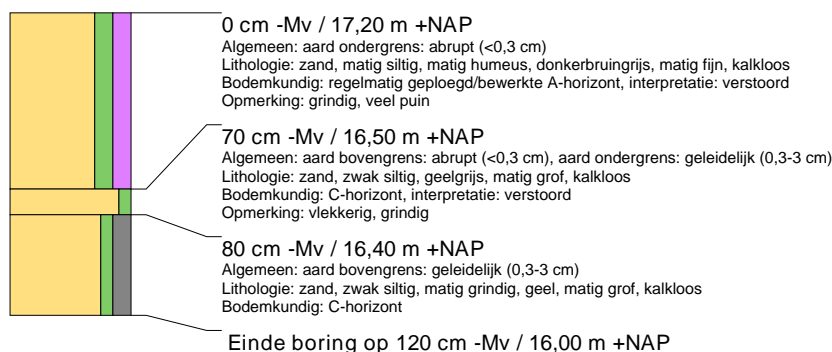 0 cm -Mv / 17,20 m +NAP
Algemeen: aard ondergrens: abrupt (<0,3 cm)
Lithologie: zand, matig siltig, matig humeus, donkerbruingrijs, matig fijn, kalkloos
Bodemkundig: regelmatig geploegd/bewerkte A-horizont, interpretatie: verstoord
Opmerking: grindig, veel puin
70 cm -Mv / 16,50 m +NAP
Algemeen: aard bovengrens: abrupt (<0,3 cm), aard ondergrens: geleidelijk (0,3-3 cm)
Lithologie: zand, zwak siltig, geelgrijs, matig grof, kalkloos
Bodemkundig: C-horizont, interpretatie: verstoord
Opmerking: vlekkerig, grindig
80 cm -Mv / 16,40 m +NAP
Algemeen: aard bovengrens: geleidelijk (0,3-3 cm)
Lithologie: zand, zwak siltig, matig grindig, geel, matig grof, kalkloos
Bodemkundig: C-horizont
Einde boring op 120 cm -Mv / 16,00 m +NAP